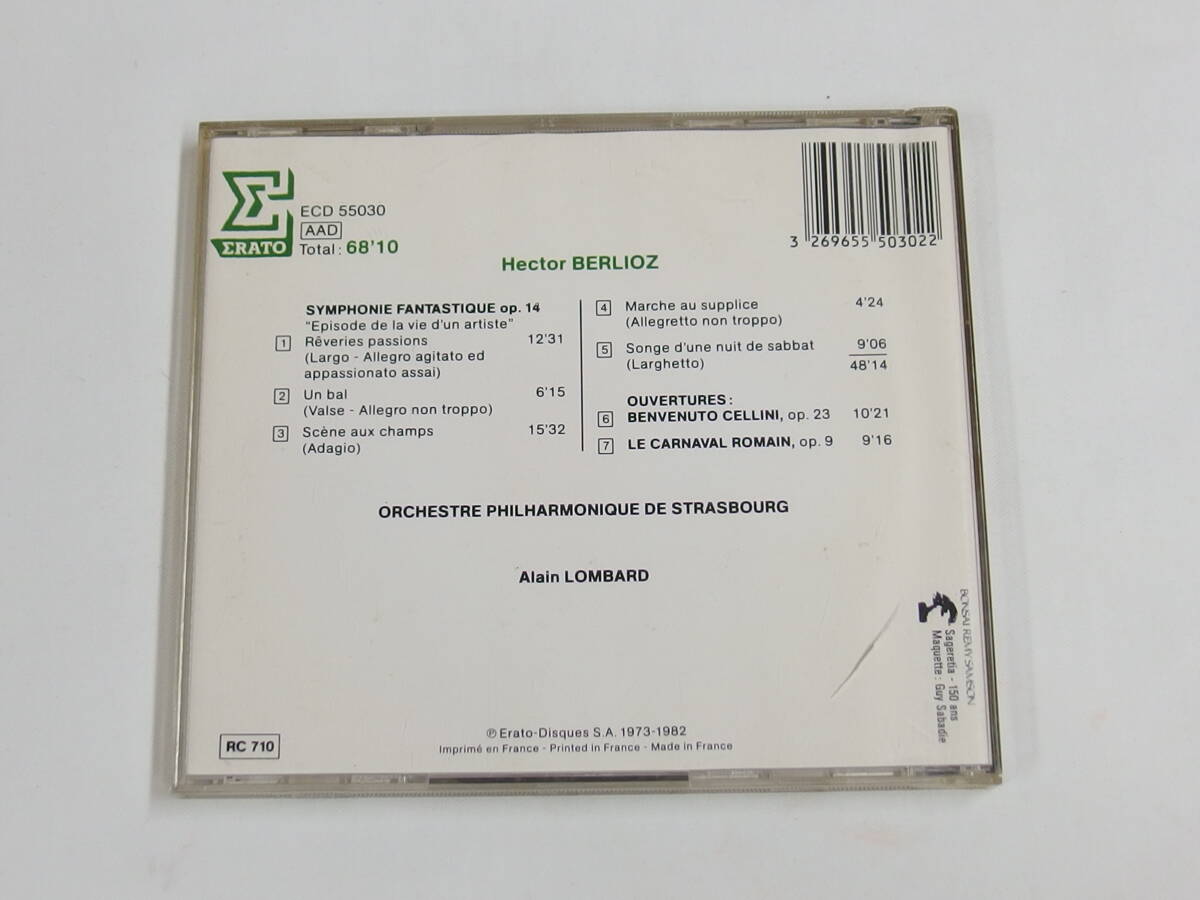 ΣRATO
ECD 55030
AAD
Total : 68'10
3 269655 503022
Hector BERLIOZ
SYMPHONIE FANTASTIQUE op. 14
"Episode de la vie d'un artiste"
1 Rêveries passions 12'31
(Largo - Allegro agitato ed
appassionato assai)
2 Un bal 6'15
(Valse - Allegro non troppo)
3 Scène aux champs 15'32
(Adagio)
4 Marche au supplice 4'24
(Allegretto non troppo)
5 Songe d'une nuit de sabbat 9'06
(Larghetto) 48'14
OUVERTURES :
6 BENVENUTO CELLINI, op. 23 10'21
7 LE CARNAVAL ROMAIN, op. 9 9'16
ORCHESTRE PHILHARMONIQUE DE STRASBOURG
Alain LOMBARD
BONSAI REMY SAMSON
Sageretia - 150 ans
Maquette : Guy Sabadie
℗ Erato-Disques S.A. 1973-1982
Imprimé en France - Printed in France - Made in France
RC 710